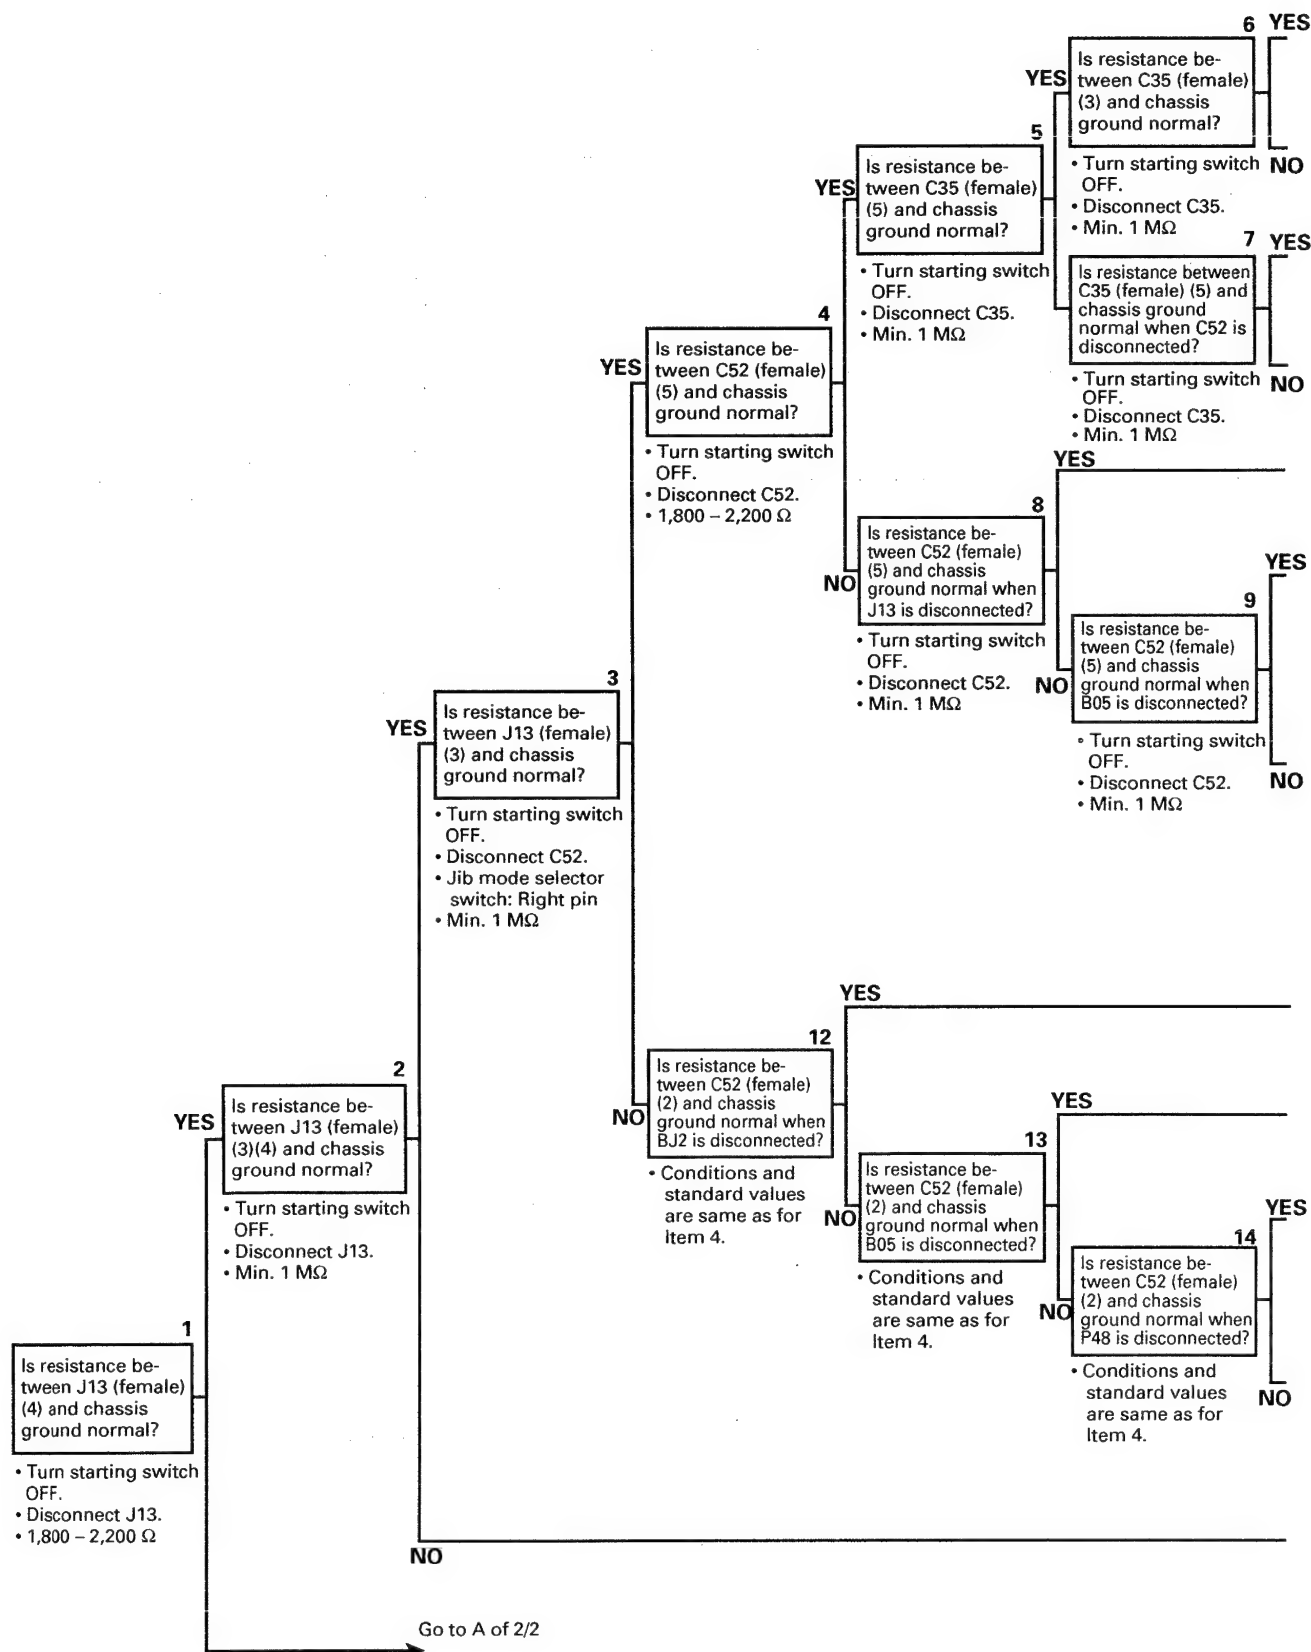 6 YES
Is resistance be-
tween C35 (female)
(3) and chassis
ground normal?
YES
NO
• Turn starting switch
OFF.
• Disconnect C35.
• Min. 1 MΩ
5
Is resistance be-
tween C35 (female)
(5) and chassis
ground normal?
YES
• Turn starting switch
OFF.
• Disconnect C35.
• Min. 1 MΩ
7 YES
Is resistance between
C35 (female) (5) and
chassis ground
normal when C52 is
disconnected?
• Turn starting switch
OFF.
NO
• Disconnect C35.
• Min. 1 MΩ
4
Is resistance be-
tween C52 (female)
(5) and chassis
ground normal?
YES
• Turn starting switch
OFF.
• Disconnect C52.
• 1,800 – 2,200 Ω
YES
8
Is resistance be-
tween C52 (female)
(5) and chassis
ground normal when
J13 is disconnected?
NO
• Turn starting switch
OFF.
• Disconnect C52.
• Min. 1 MΩ
YES
9
Is resistance be-
tween C52 (female)
(5) and chassis
ground normal when
B05 is disconnected?
NO
• Turn starting switch
OFF.
• Disconnect C52.
• Min. 1 MΩ
NO
3
YES
Is resistance be-
tween J13 (female)
(3) and chassis
ground normal?
• Turn starting switch
OFF.
• Disconnect C52.
• Jib mode selector
switch: Right pin
• Min. 1 MΩ
YES
12
Is resistance be-
tween C52 (female)
(2) and chassis
ground normal when
BJ2 is disconnected?
NO
• Conditions and
standard values
are same as for
Item 4.
YES
13
Is resistance be-
tween C52 (female)
(2) and chassis
ground normal when
B05 is disconnected?
NO
• Conditions and
standard values
are same as for
Item 4.
YES
14
Is resistance be-
tween C52 (female)
(2) and chassis
ground normal when
P48 is disconnected?
NO
• Conditions and
standard values
are same as for
Item 4.
NO
2
YES
Is resistance be-
tween J13 (female)
(3)(4) and chassis
ground normal?
• Turn starting switch
OFF.
• Disconnect J13.
• Min. 1 MΩ
1
Is resistance be-
tween J13 (female)
(4) and chassis
ground normal?
• Turn starting switch
OFF.
• Disconnect J13.
• 1,800 – 2,200 Ω
NO
Go to A of 2/2